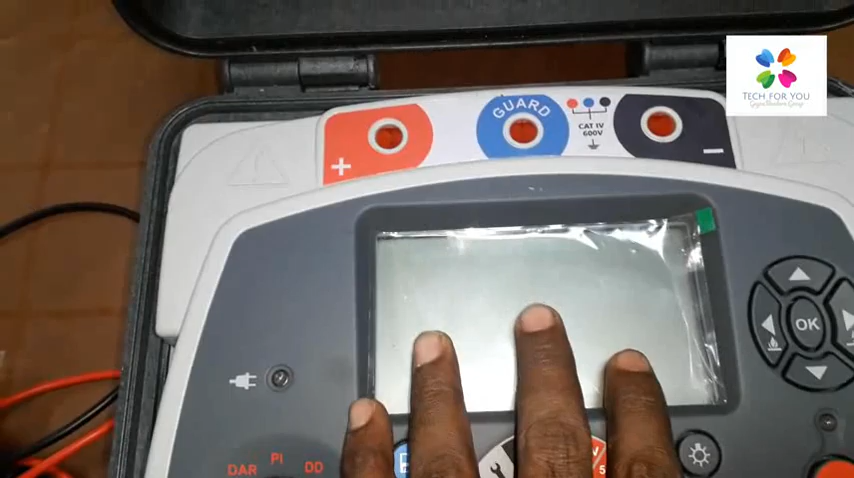 GUARD
CAT IV
600V
+
−
TECH FOR YOU
OK
DAR
PI
DD